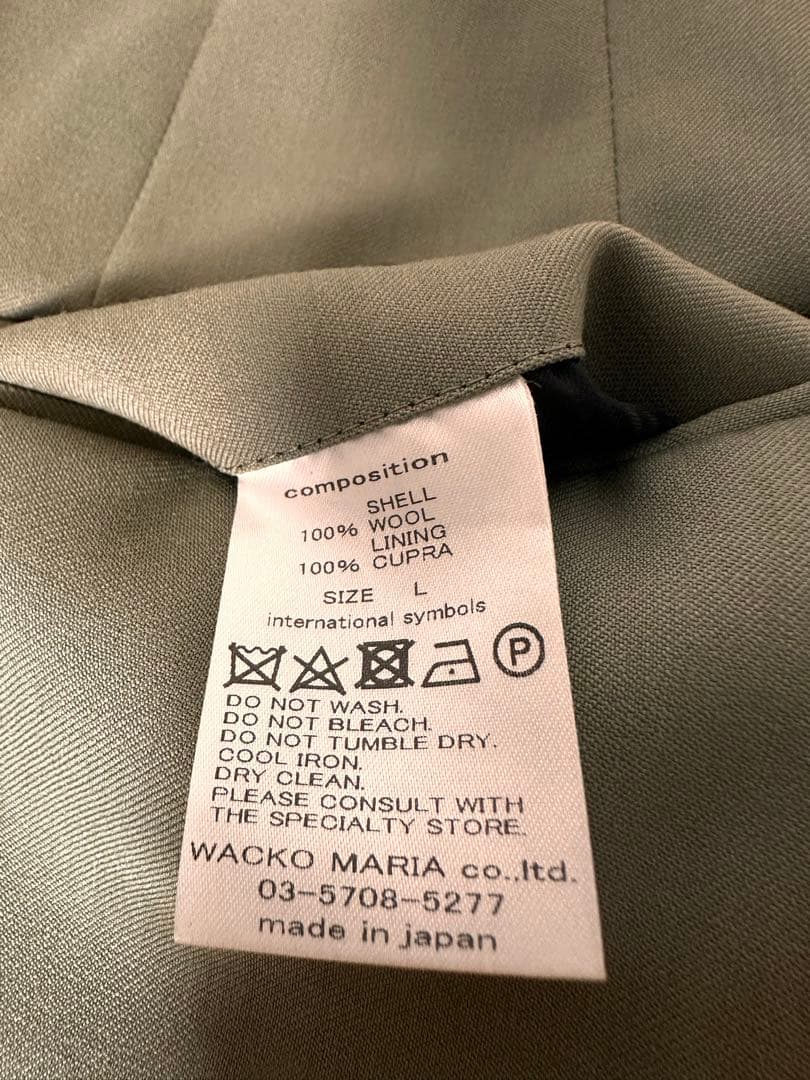 composition
SHELL
100% WOOL
LINING
100% CUPRA
SIZE L
international symbols
P
DO NOT WASH.
DO NOT BLEACH.
DO NOT TUMBLE DRY.
COOL IRON.
DRY CLEAN.
PLEASE CONSULT WITH
THE SPECIALTY STORE.
WACKO MARIA co.,ltd.
03-5708-5277
made in japan